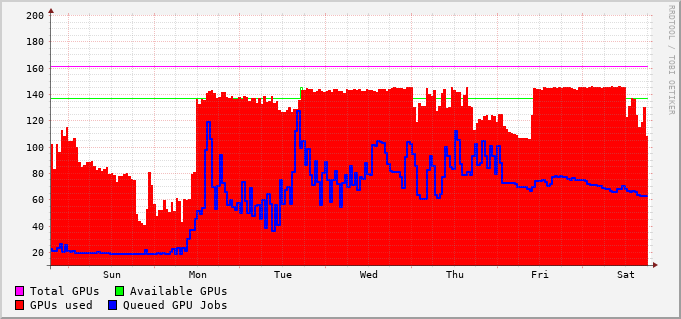 200
180
160
140
120
100
80
60
40
20
Sun Mon Tue Wed Thu Fri Sat
Total GPUs Available GPUs
GPUs used Queued GPU Jobs
RRDTOOL / TOBI OETIKER